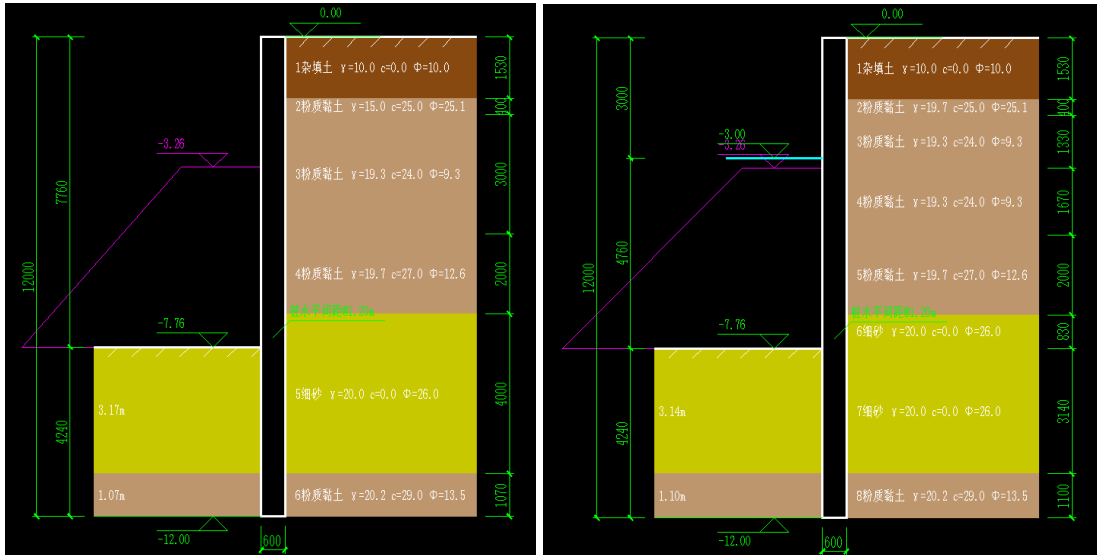 0.00
1杂填土 γ=10.0 c=0.0 Φ=10.0
1530
2粉质黏土 γ=15.0 c=25.0 Φ=25.1
400
-3.26
3粉质黏土 γ=19.3 c=24.0 Φ=9.3
3000
7760
12000
4粉质黏土 γ=19.7 c=27.0 Φ=12.6
2000
-7.76
5细砂 γ=20.0 c=0.0 Φ=26.0
4000
3.17m
4240
1.07m
6粉质黏土 γ=20.2 c=29.0 Φ=13.5
1070
-12.00
600
0.00
1杂填土 γ=10.0 c=0.0 Φ=10.0
1530
3000
2粉质黏土 γ=19.7 c=25.0 Φ=25.1
400
-3.00
-3.26
3粉质黏土 γ=19.3 c=24.0 Φ=9.3
1330
4粉质黏土 γ=19.3 c=24.0 Φ=9.3
1670
4760
12000
5粉质黏土 γ=19.7 c=27.0 Φ=12.6
2000
-7.76
6细砂 γ=20.0 c=0.0 Φ=26.0
830
7细砂 γ=20.0 c=0.0 Φ=26.0
3140
3.14m
4240
1.10m
8粉质黏土 γ=20.2 c=29.0 Φ=13.5
1100
-12.00
600